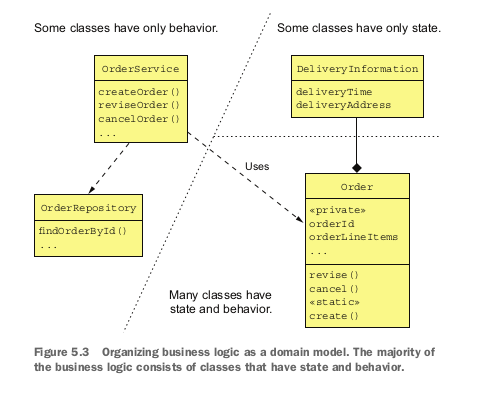 Some classes have only behavior.
Some classes have only state.
OrderService
createOrder()
reviseOrder()
cancelOrder()
...
DeliveryInformation
deliveryTime
deliveryAddress
Uses
OrderRepository
findOrderById()
...
Order
«private»
orderId
orderLineItems
...
revise()
cancel()
«static»
create()
Many classes have
state and behavior.
Figure 5.3 Organizing business logic as a domain model. The majority of
the business logic consists of classes that have state and behavior.